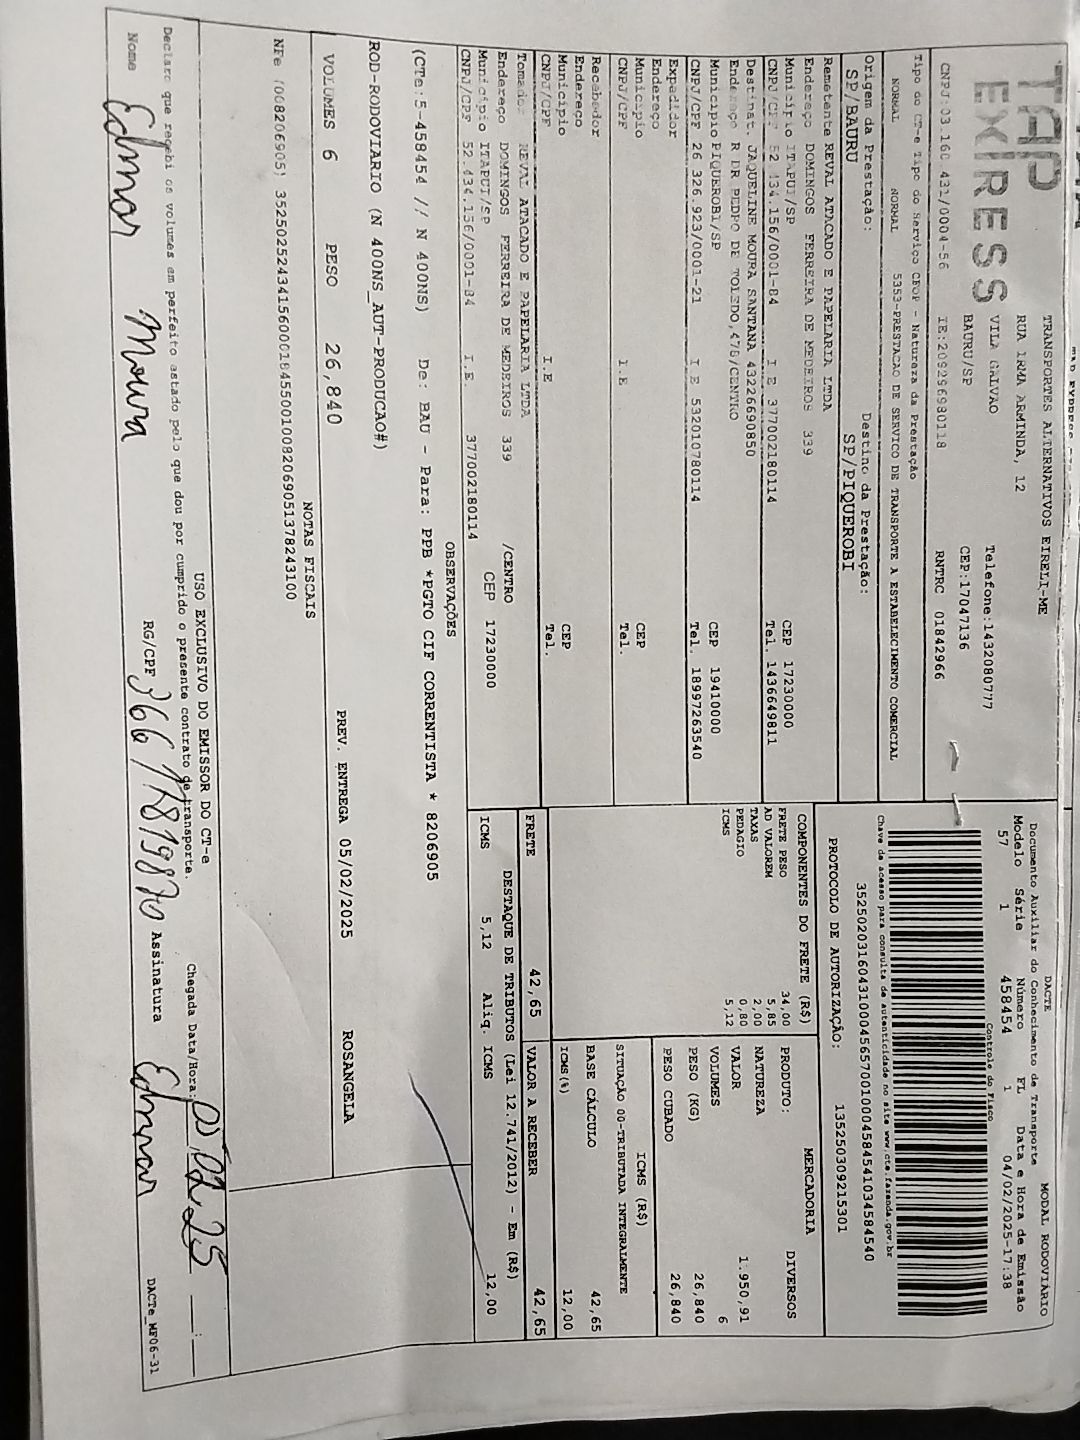 TAP
EXPRESS
TRANSPORTES ALTERNATIVOS EIRELI-ME
RUA IRMA ARMINDA, 12
VILA GALVAO
Telefone:1432080777
BAURU/SP
CEP:17047136
CNPJ:03.160.431/0004-56 IE:209296980118 RNTRC 01842966
Tipo do CT-e Tipo do Serviço CFOP - Natureza da Prestação
NORMAL NORMAL 5353-PRESTACAO DE SERVICO DE TRANSPORTE A ESTABELECIMENTO COMERCIAL
Origem da Prestação: Destino da Prestação:
SP/BAURU SP/PIQUEROBI
Remetente REVAL ATACADO E PAPELARIA LTDA
Endereço DOMINGOS FERREIRA DE MEDEIROS 339
Município ITAPUI/SP CEP 17230000
CNPJ/CPF 52.434.156/0001-84 I E 377002180114 Tel. 1436649811
Destinat. JAQUELINE MOURA SANTANA 43226690850
Endereço R DR PEDRO DE TOLEDO,478/CENTRO
Município PIQUEROBI/SP CEP 19410000
CNPJ/CPF 26 326.923/0001-21 I E 532010780114 Tel. 18997263540
Expedidor
Endereço
Município CEP
CNPJ/CPF I.E Tel.
Recebedor
Endereço
Município CEP
CNPJ/CPF I.E Tel.
Tomador REVAL ATACADO E PAPELARIA LTDA
Endereço DOMINGOS FERREIRA DE MEDEIROS 339 /CENTRO
Município ITAPUI/SP CEP 17230000
CNPJ/CPF 52.434.156/0001-84 I.E 377002180114
DACTE MODAL RODOVIÁRIO
Documento Auxiliar do Conhecimento de Transporte
Modelo Série Número FL Data e Hora de Emissão
57 1 458454 1 04/02/2025-17:38
Controle do Fisco
Chave de acesso para consulta de autenticidade no site www.cte.fazenda.gov.br
PROTOCOLO DE AUTORIZAÇÃO: 135250309215301
COMPONENTES DO FRETE (R$)
FRETE PESO 34,00
AD VALOREM 5,85
TAXAS 2,00
PEDAGIO 0,80
ICMS 5,12
MERCADORIA
PRODUTO: DIVERSOS
NATUREZA
VALOR 1.950,91
VOLUMES 6
PESO (KG) 26,840
PESO CUBADO 26,840
ICMS (R$)
SITUAÇÃO 00-TRIBUTADA INTEGRALMENTE
BASE CÁLCULO 42,65
ICMS (%) 12,00
FRETE 42,65 VALOR A RECEBER 42,65
DESTAQUE DE TRIBUTOS (Lei 12.741/2012) - Em (R$)
ICMS 5,12 Aliq. ICMS 12,00
OBSERVAÇÕES
(CTe:5-458454 // N 400NS) De: BAU - Para: PPB *PGTO CIF CORRENTISTA * 8206905
ROD-RODOVIARIO (N 400NS_AUT-PRODUCAO#)
VOLUMES 6 PESO 26,840 PREV. ENTREGA 05/02/2025 ROSANGELA
NOTAS FISCAIS
USO EXCLUSIVO DO EMISSOR DO CT-e
Declaro que recebi os volumes em perfeito estado pelo que dou por cumprido o presente contrato de transporte. Chegada Data/Hora: 05 02 25 :
Nome Edmar Moura RG/CPF Assinatura Edmar
DACTe_MF06-31